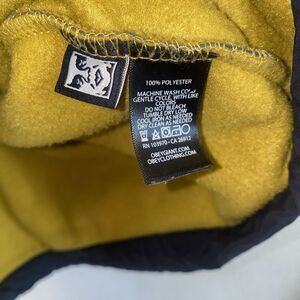 100% POLYESTER
MACHINE WASH COLD
GENTLE CYCLE, WITH LIKE
COLORS
DO NOT BLEACH
TUMBLE DRY LOW
COOL IRON AS NEEDED
DRY CLEAN AS NEEDED
RN 103970 - CA 26912
OBEYGIANT.COM
OBEYCLOTHING.COM